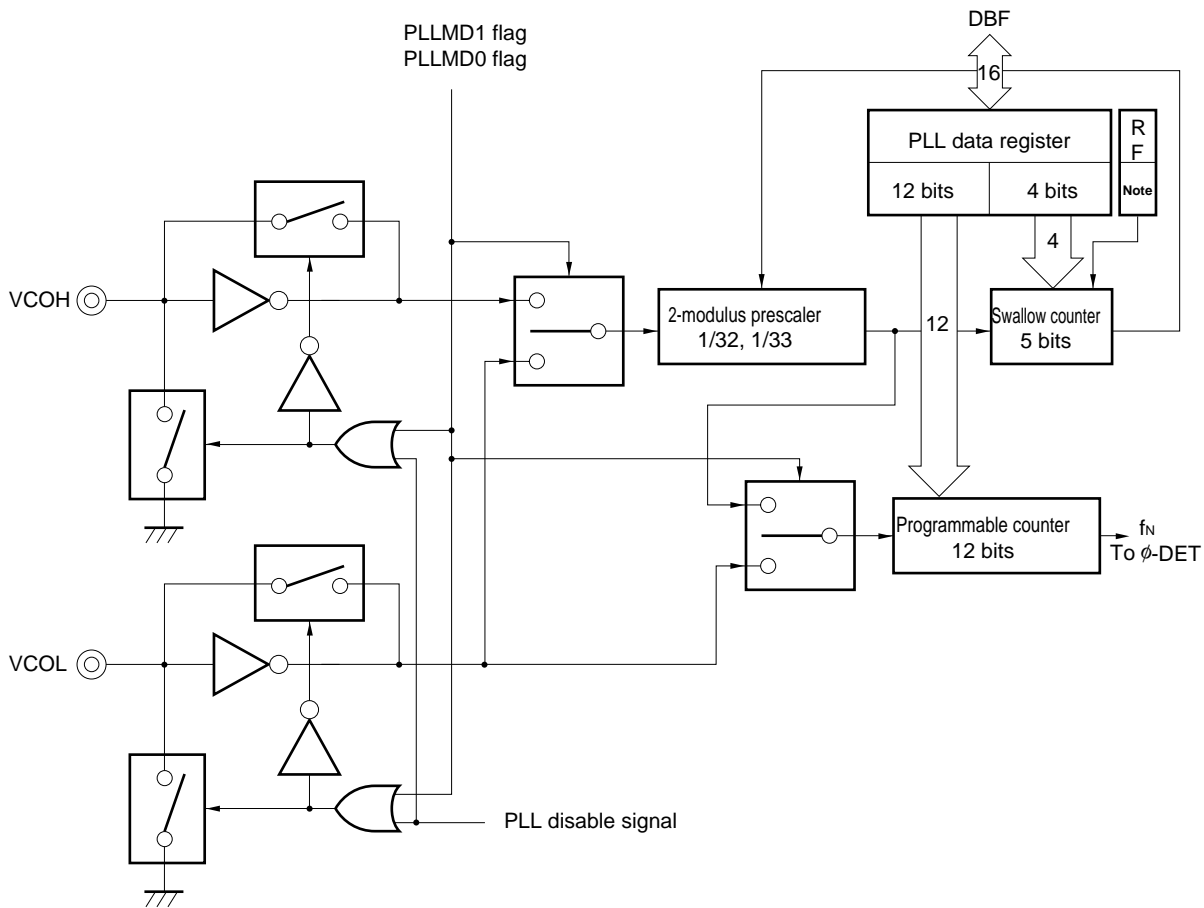 PLLMD1 flag
PLLMD0 flag
DBF
16
PLL data register
12 bits
4 bits
R
F
Note
4
12
VCOH
2-modulus prescaler
1/32, 1/33
Swallow counter
5 bits
Programmable counter
12 bits
fN
To ϕ-DET
VCOL
PLL disable signal